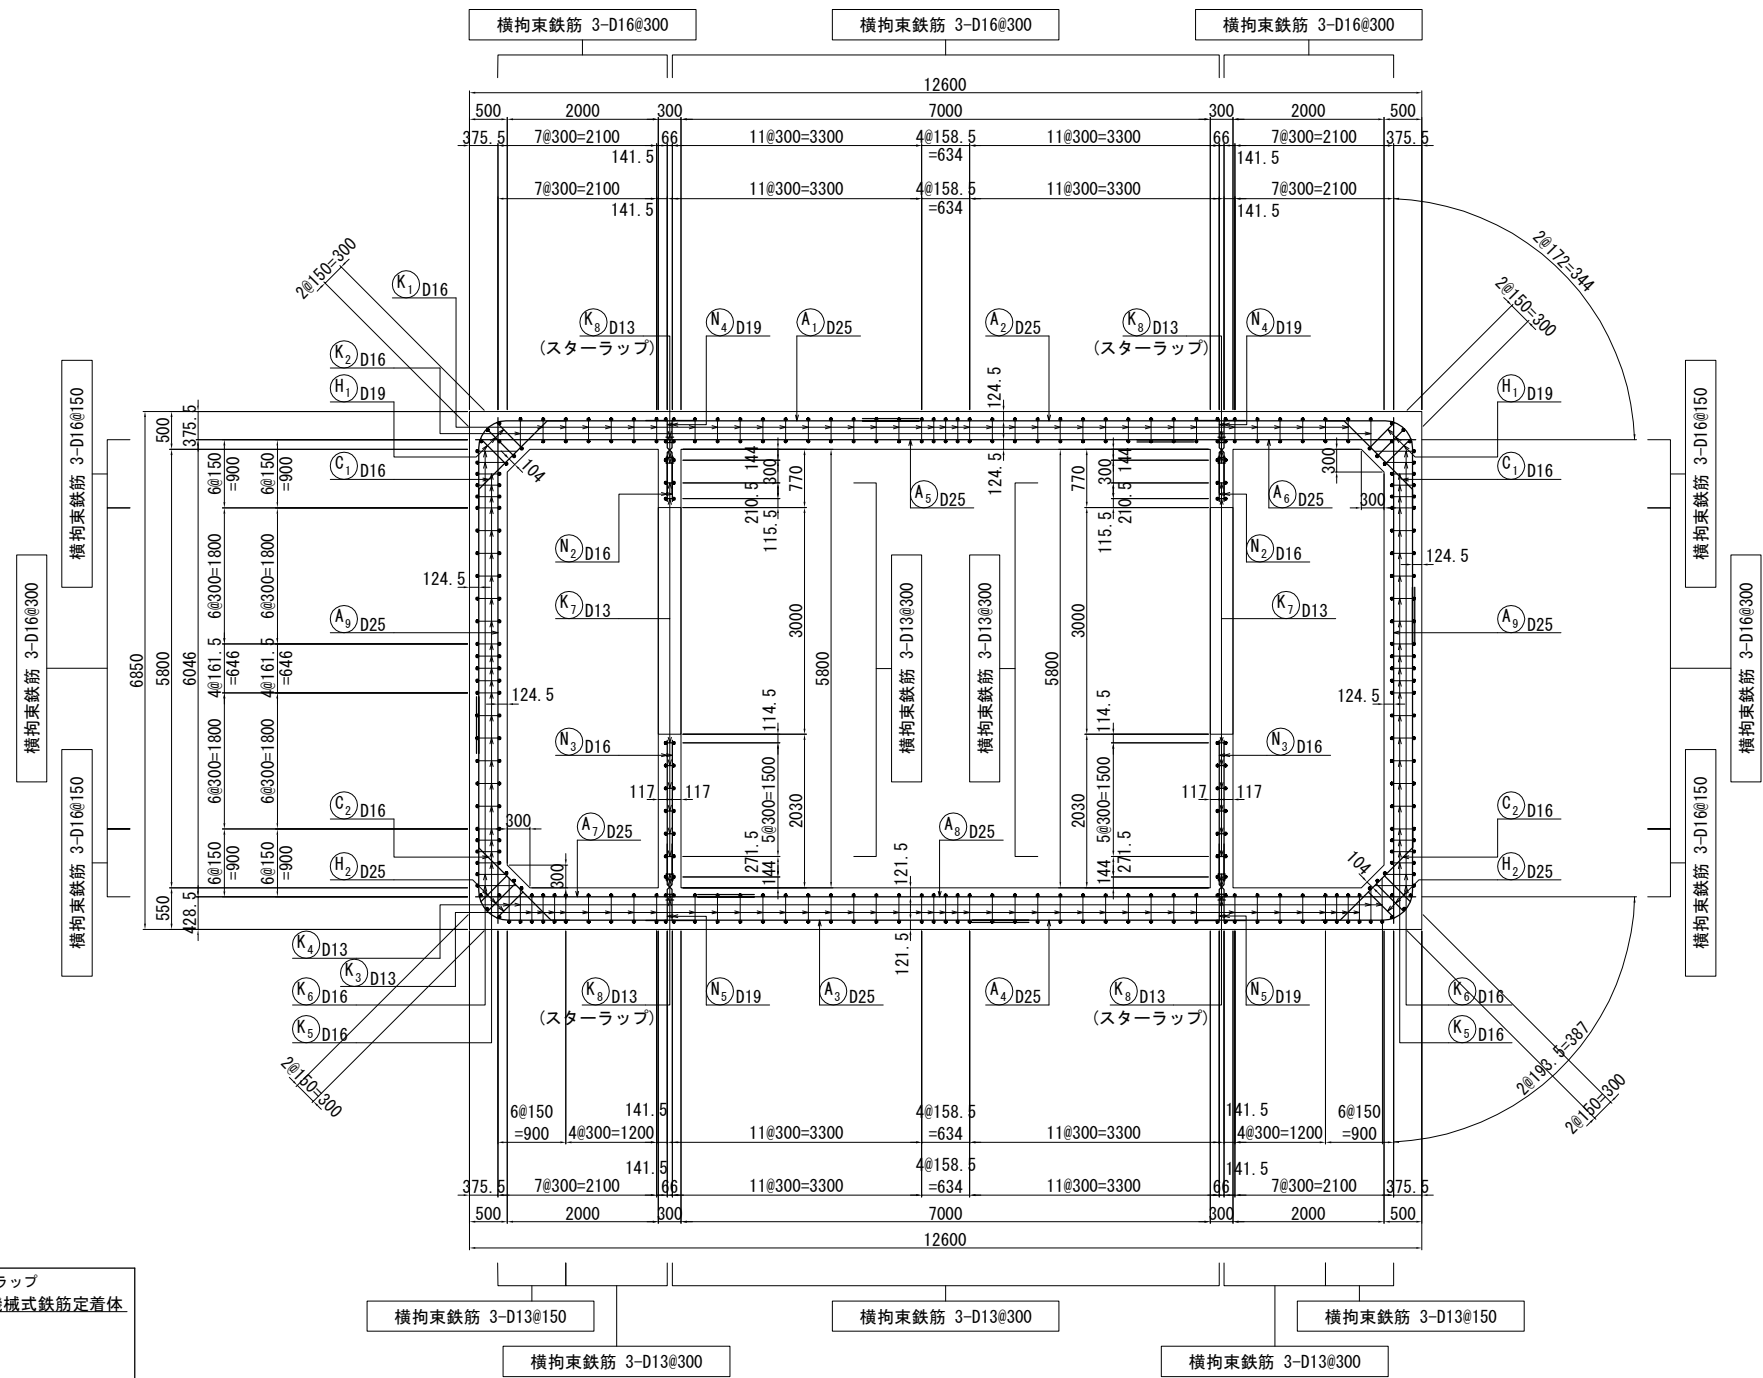 横拘束鉄筋 3-D16@300
横拘束鉄筋 3-D16@300
横拘束鉄筋 3-D16@300
12600
500 2000 300 7000 300 2000 500
375.5 7@300=2100 66 11@300=3300 4@158.5 11@300=3300 66 7@300=2100 375.5
141.5 =634 141.5
7@300=2100 11@300=3300 4@158.5 11@300=3300 7@300=2100
141.5 =634 141.5
2@172=344
2@150=300
2@150=300
K1 D16
K8 D13
(スターラップ)
N4 D19
A1 D25
A2 D25
K8 D13
(スターラップ)
N4 D19
K2 D16
H1 D19
C1 D16
H1 D19
C1 D16
124.5
124.5
104
横拘束鉄筋 3-D16@150
横拘束鉄筋 3-D16@300
横拘束鉄筋 3-D16@150
横拘束鉄筋 3-D16@150
横拘束鉄筋 3-D16@300
横拘束鉄筋 3-D16@150
6850
500
5800
550
375.5
6046
428.5
6@150
=900
6@300=1800
4@161.5
=646
6@300=1800
6@150
=900
6@150
=900
6@300=1800
4@161.5
=646
6@300=1800
6@150
=900
144
300
210.5
115.5
770
144
300
210.5
115.5
770
300
300
A5 D25
A6 D25
N2 D16
N2 D16
124.5
124.5
K7 D13
K7 D13
A9 D25
A9 D25
横拘束鉄筋 3-D13@300
横拘束鉄筋 3-D13@300
3000
5800
5800
3000
124.5
124.5
114.5
114.5
N3 D16
N3 D16
117 117
117 117
5@300=1500
271.5
144
2030
2030
5@300=1500
271.5
144
C2 D16
H2 D25
C2 D16
H2 D25
300
300
104
A7 D25
A8 D25
121.5
121.5
K4 D13
K3 D13
K6 D16
K5 D16
K8 D13
(スターラップ)
N5 D19
A3 D25
A4 D25
K8 D13
(スターラップ)
N5 D19
K6 D16
K5 D16
2@150=300
2@193.5=387
2@150=300
6@150 141.5 4@158.5 141.5 6@150
=900 4@300=1200 11@300=3300 =634 11@300=3300 4@300=1200 =900
141.5 4@158.5 141.5
375.5 7@300=2100 66 11@300=3300 =634 11@300=3300 66 7@300=2100 375.5
500 2000 300 7000 300 2000 500
12600
横拘束鉄筋 3-D13@150
横拘束鉄筋 3-D13@300
横拘束鉄筋 3-D13@150
横拘束鉄筋 3-D13@300
横拘束鉄筋 3-D13@300
ラップ
械式鉄筋定着体